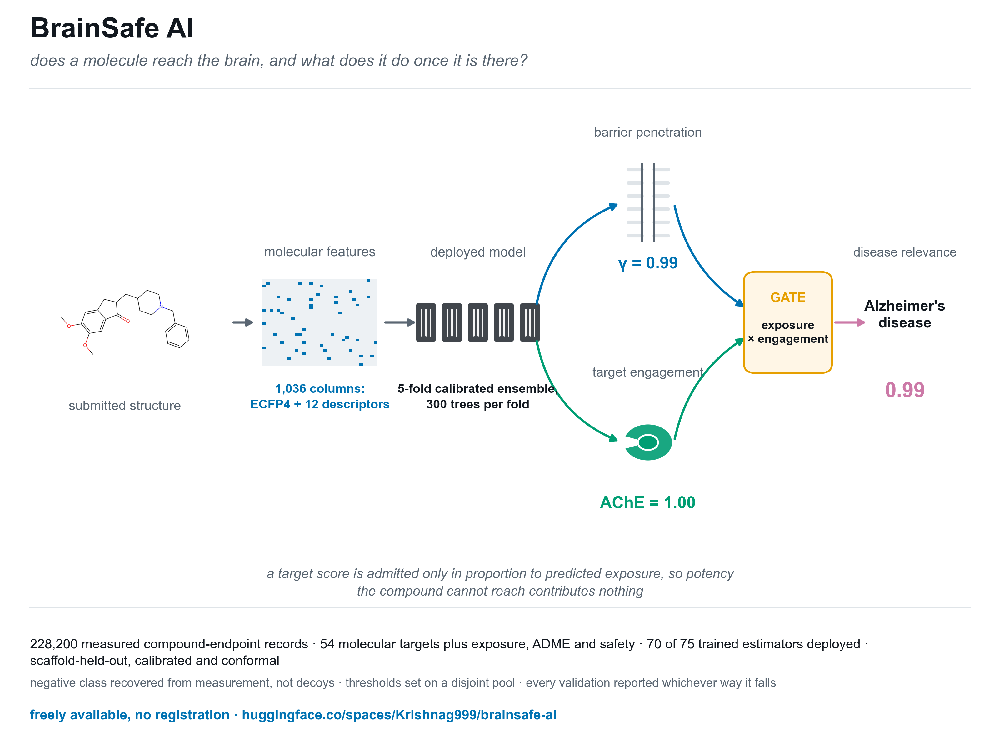 BrainSafe AI
does a molecule reach the brain, and what does it do once it is there?
barrier penetration
γ = 0.99
molecular features
deployed model
disease relevance
N
O
O
O
GATE
exposure
× engagement
Alzheimer's
disease
0.99
target engagement
1,036 columns:
ECFP4 + 12 descriptors
5-fold calibrated ensemble,
300 trees per fold
submitted structure
AChE = 1.00
a target score is admitted only in proportion to predicted exposure, so potency
the compound cannot reach contributes nothing
228,200 measured compound-endpoint records · 54 molecular targets plus exposure, ADME and safety · 70 of 75 trained estimators deployed ·
scaffold-held-out, calibrated and conformal
negative class recovered from measurement, not decoys · thresholds set on a disjoint pool · every validation reported whichever way it falls
freely available, no registration · huggingface.co/spaces/Krishnag999/brainsafe-ai